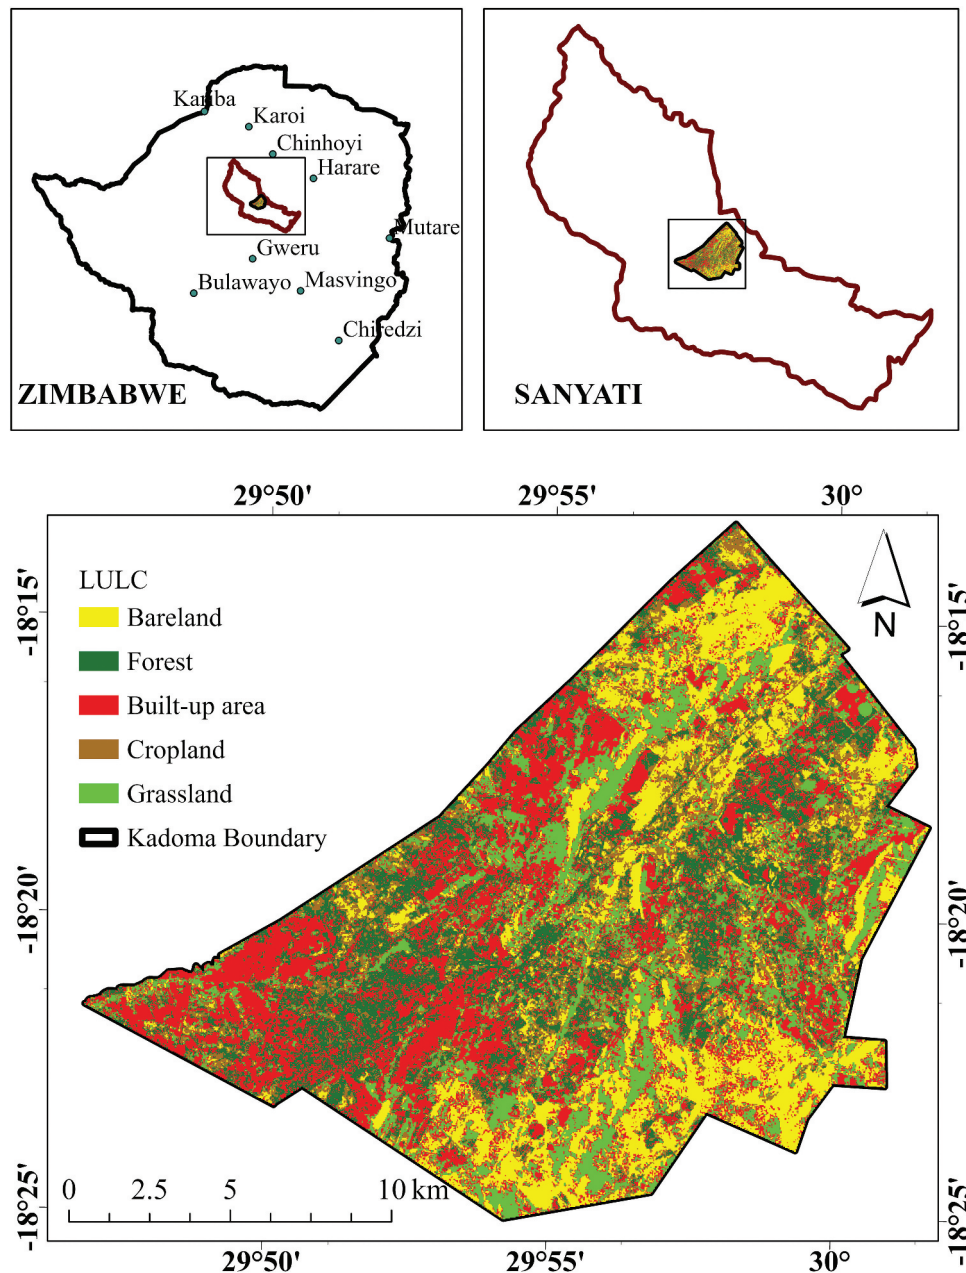 Kariba
Karoi
Chinhoyi
Harare
Mutare
Gweru
Bulawayo
Masvingo
Chiredzi
ZIMBABWE
SANYATI
29°50'
29°55'
30°
LULC
Bareland
Forest
Built-up area
Cropland
Grassland
Kadoma Boundary
N
-18°15'
-18°15'
-18°20'
-18°20'
-18°25'
-18°25'
0 2.5 5 10 km
29°50'
29°55'
30°